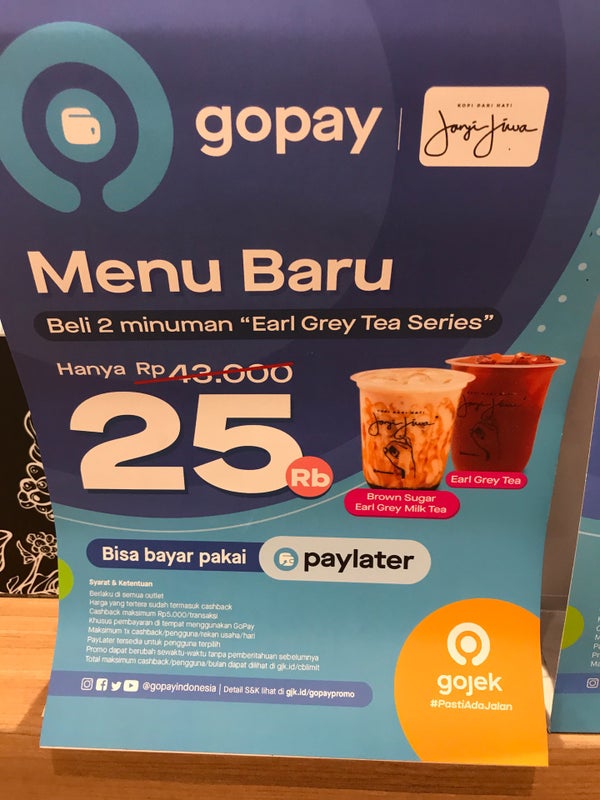 gopay
KOPI DARI HATI
Janji Jiwa
Menu Baru
Beli 2 minuman “Earl Grey Tea Series”
Hanya Rp 43.000
25 Rb
Brown Sugar
Earl Grey Milk Tea
Earl Grey Tea
Bisa bayar pakai paylater
Syarat & Ketentuan
Berlaku di semua outlet
Harga yang tertera sudah termasuk cashback
Cashback maksimum Rp5.000/transaksi
Khusus pembayaran di tempat menggunakan GoPay
Maksimum 1x cashback/pengguna/rekan usaha/hari
PayLater tersedia untuk pengguna terpilih
Promo dapat berubah sewaktu-waktu tanpa pemberitahuan sebelumnya
Total maksimum cashback/pengguna/bulan dapat dilihat di gjk.id/cblimit
@gopayindonesia | Detail S&K lihat di gjk.id/gopaypromo
gojek
#PastiAdaJalan